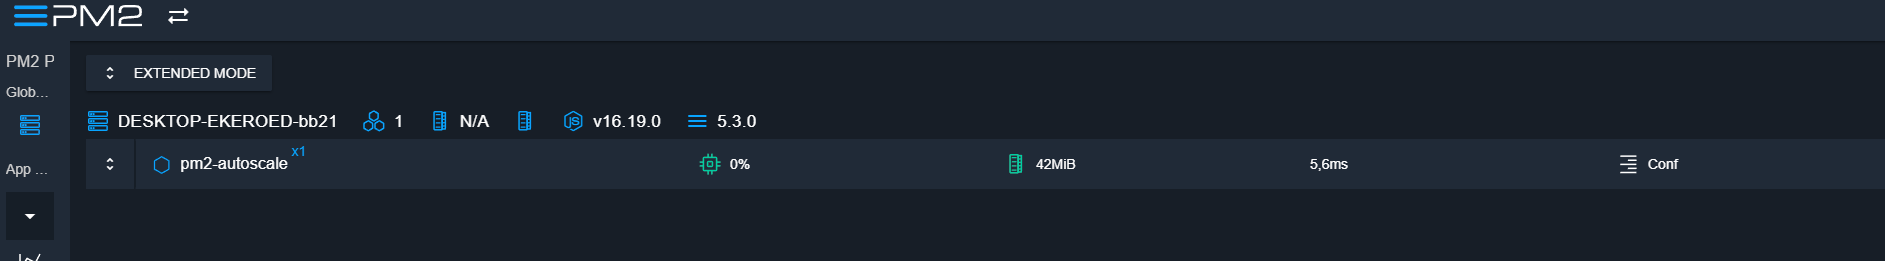 PM2
PM2 P
Glob...
App ...
EXTENDED MODE
DESKTOP-EKEROED-bb21 1 N/A v16.19.0 5.3.0
pm2-autoscale x1 0% 42MiB 5,6ms Conf